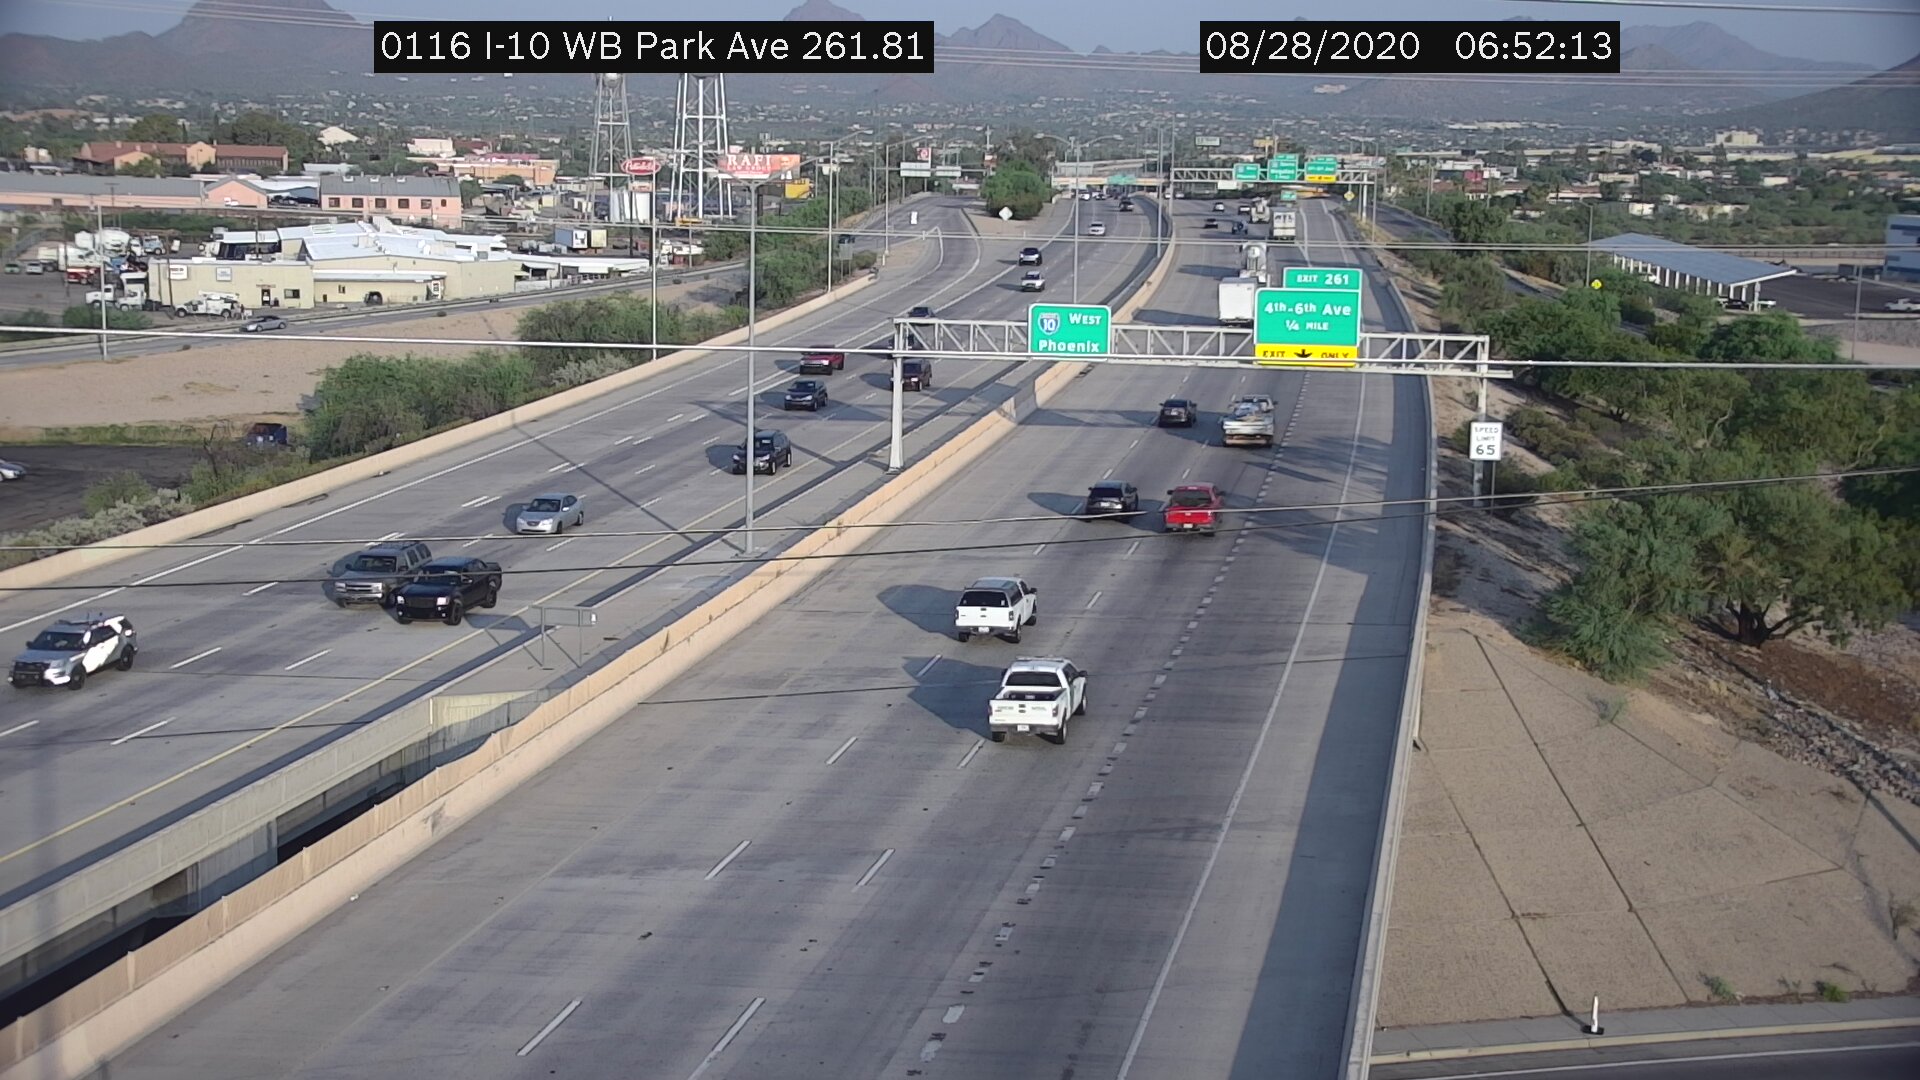 0116 I-10 WB Park Ave 261.81
08/28/2020 06:52:13
RAFI
EXIT 261
4th-6th Ave
1/4 MILE
EXIT ONLY
10 WEST
Phoenix
SPEED
LIMIT
65